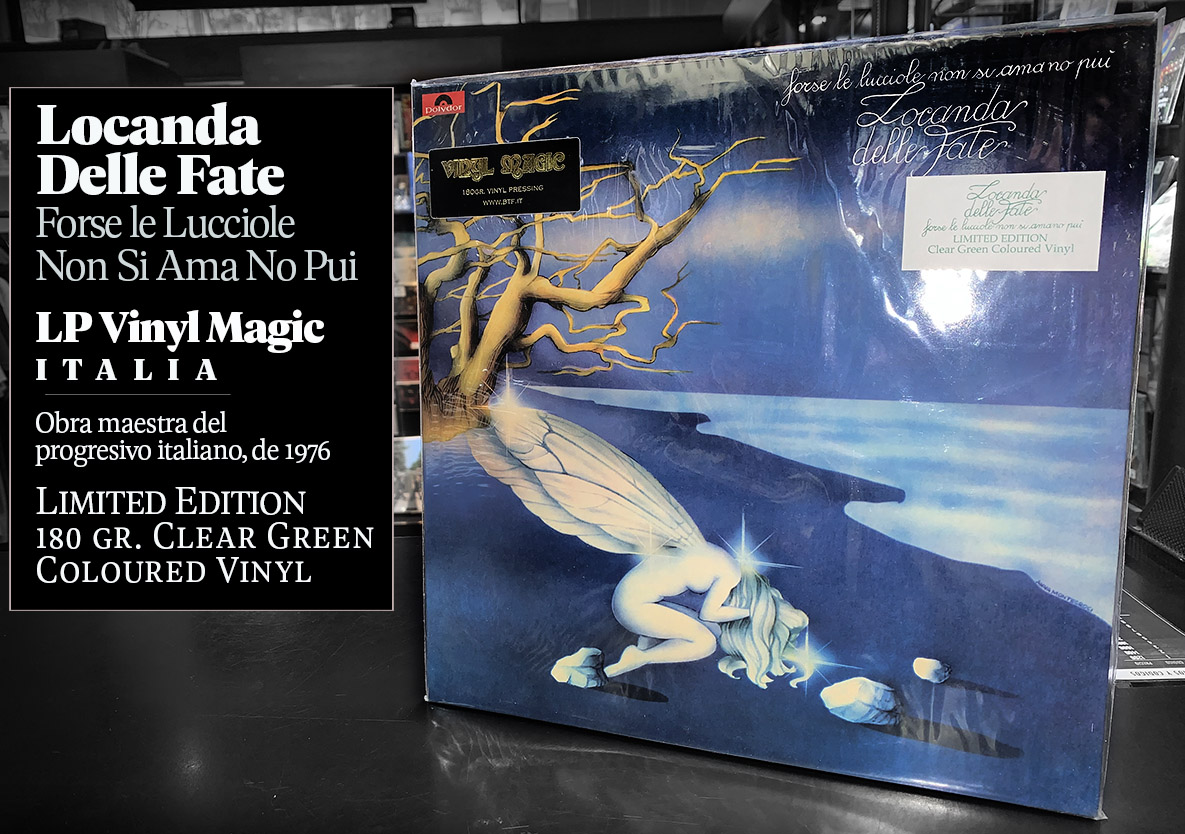 Locanda
Delle Fate
Forse le Lucciole
Non Si Ama No Pui
LP Vinyl Magic
ITALIA
Obra maestra del
progresivo italiano, de 1976
LIMITED EDITION
180 GR. CLEAR GREEN
COLOURED VINYL
Polydor
VINYL MAGIC
180GR. VINYL PRESSING
WWW.BTF.IT
forse le lucciole non si amano piú
Locanda
delle Fate
Locanda
delle Fate
forse le lucciole non si amano piú
LIMITED EDITION
Clear Green Coloured Vinyl